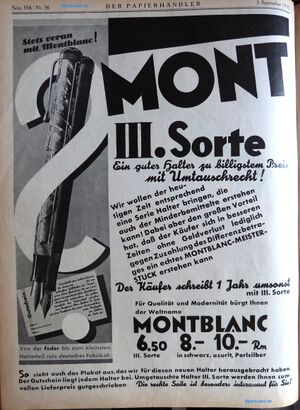 Seite 356 / Nr. 36
DER PAPIERHÄNDLER
3. September
Stets voran
mit Montblanc!
MONT
III. Sorte
Ein guter Halter zu billigstem Preis
mit Umtauschrecht!
Wir wollen der heu-
tigen Zeit entsprechend
eine Serie Halter bringen, die
auch der Minderbemittelte erstehen
kann! Dabei aber den großen Vorteil
hat, daß der Käufer sich in besseren
Zeiten ohne Geldverlust lediglich
gegen Zuzahlung des Differenzbetra-
ges ein echtes MONTBLANC-MEISTER-
STÜCK erstehen kann
Der Käufer schreibt 1 Jahr umsonst
mit III. Sorte
Für Qualität und Modernität bürgt Ihnen
der Weltname
MONTBLANC
6.50 8.- 10.- Rm
III. Sorte in schwarz, azurit, Perlsilber
Von der Feder bis zum kleinsten
Halterteil rein deutsches Fabrikat.
So sieht auch das Plakat aus, das wir für diesen neuen Halter herausgebracht haben.
Der Gutschein liegt jedem Halter bei. Umgetauschte Halter III. Sorte werden Ihnen zum
vollen Lieferpreis gutgeschrieben Die rechte Seite ist besonders interessant für Sie!